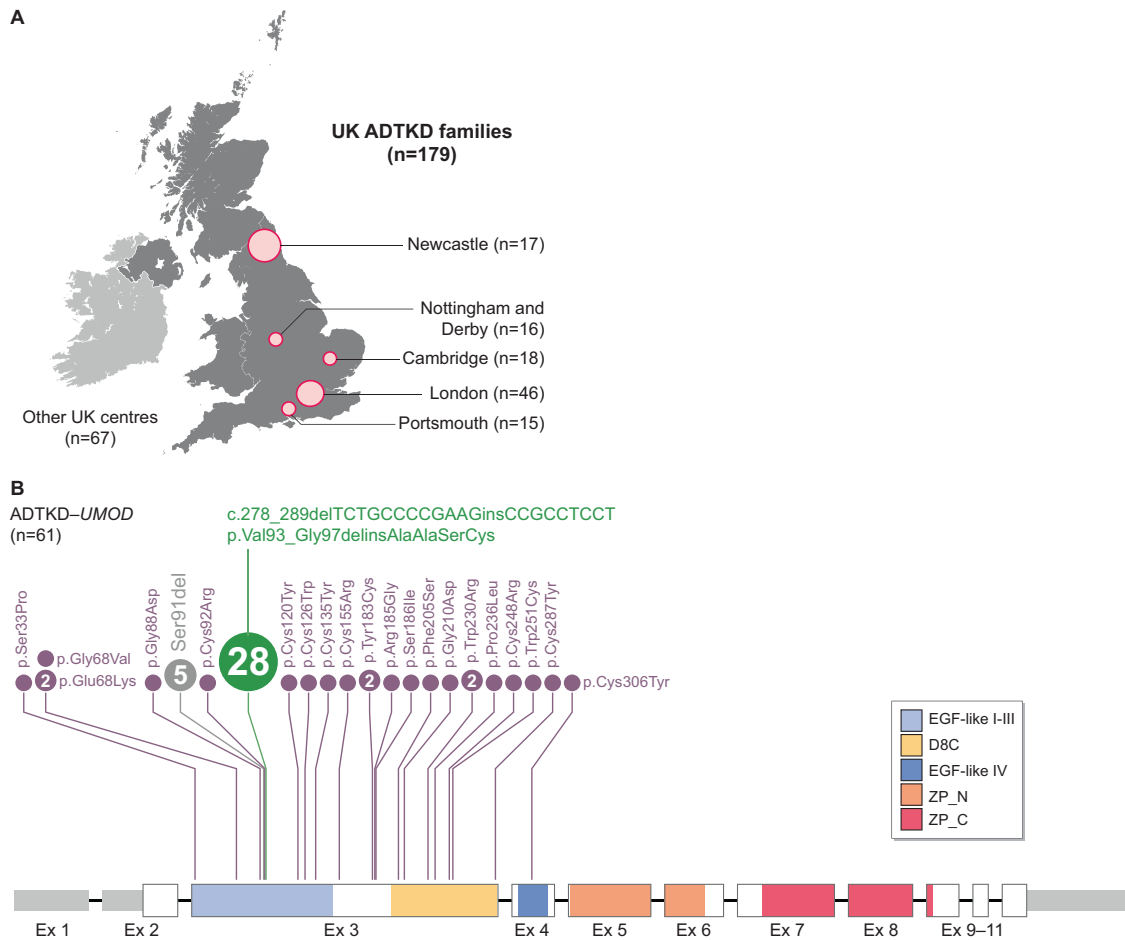 A
UK ADTKD families
(n=179)
Newcastle (n=17)
Nottingham and
Derby (n=16)
Cambridge (n=18)
London (n=46)
Portsmouth (n=15)
Other UK centres
(n=67)
B
ADTKD–UMOD
(n=61)
c.278_289delTCTGCCCCGAAGinsCCGCCTCCT
p.Val93_Gly97delinsAlaAlaSerCys
p.Ser33Pro
p.Gly68Val
2
p.Glu68Lys
p.Gly88Asp
Ser91del
5
p.Cys92Arg
28
p.Cys120Tyr
p.Cys126Trp
p.Cys135Tyr
p.Cys155Arg
p.Tyr183Cys
2
p.Arg185Gly
p.Ser186Ile
p.Phe205Ser
p.Gly210Asp
p.Trp230Arg
2
p.Pro236Leu
p.Cys248Arg
p.Trp251Cys
p.Cys287Tyr
p.Cys306Tyr
EGF-like I-III
D8C
EGF-like IV
ZP_N
ZP_C
Ex 1
Ex 2
Ex 3
Ex 4
Ex 5
Ex 6
Ex 7
Ex 8
Ex 9–11